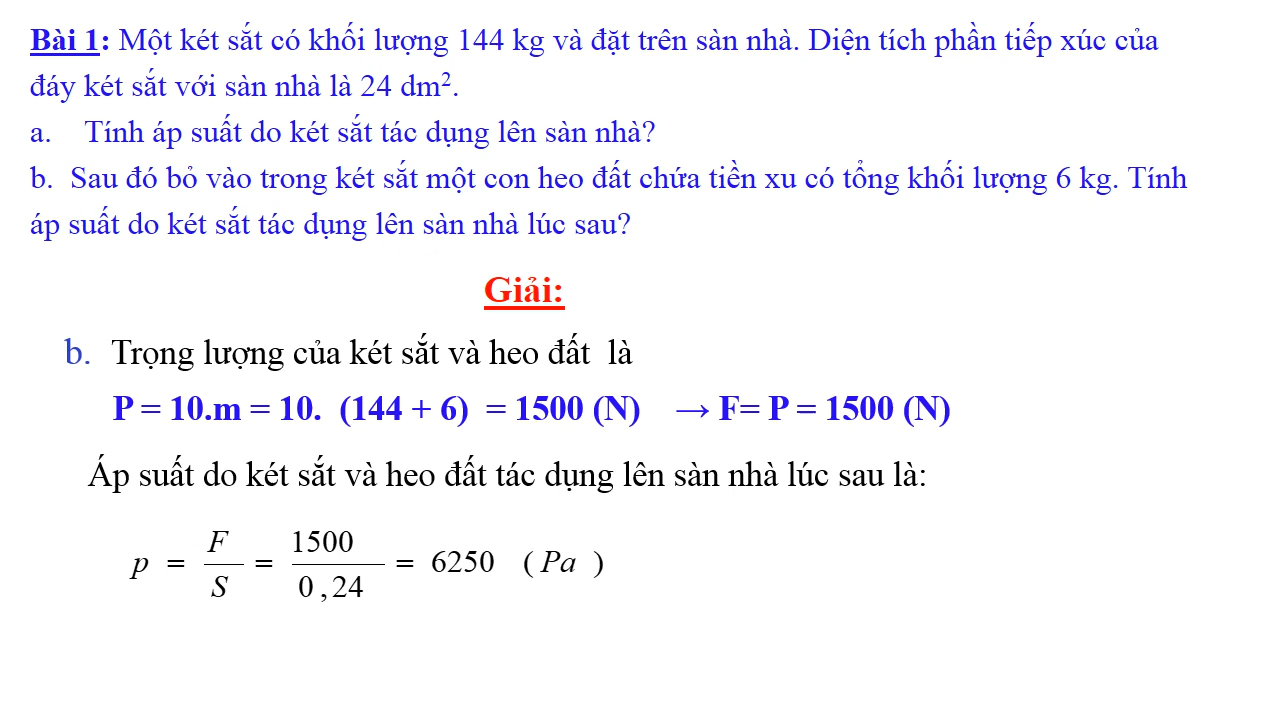 Bài 1: Một két sắt có khối lượng 144 kg và đặt trên sàn nhà. Diện tích phần tiếp xúc của
đáy két sắt với sàn nhà là 24 dm².
a. Tính áp suất do két sắt tác dụng lên sàn nhà?
b. Sau đó bỏ vào trong két sắt một con heo đất chứa tiền xu có tổng khối lượng 6 kg. Tính
áp suất do két sắt tác dụng lên sàn nhà lúc sau?
Giải:
b. Trọng lượng của két sắt và heo đất là
P = 10.m = 10. (144 + 6) = 1500 (N) → F= P = 1500 (N)
Áp suất do két sắt và heo đất tác dụng lên sàn nhà lúc sau là:
p = F/S = 1500/0,24 = 6250 (Pa)